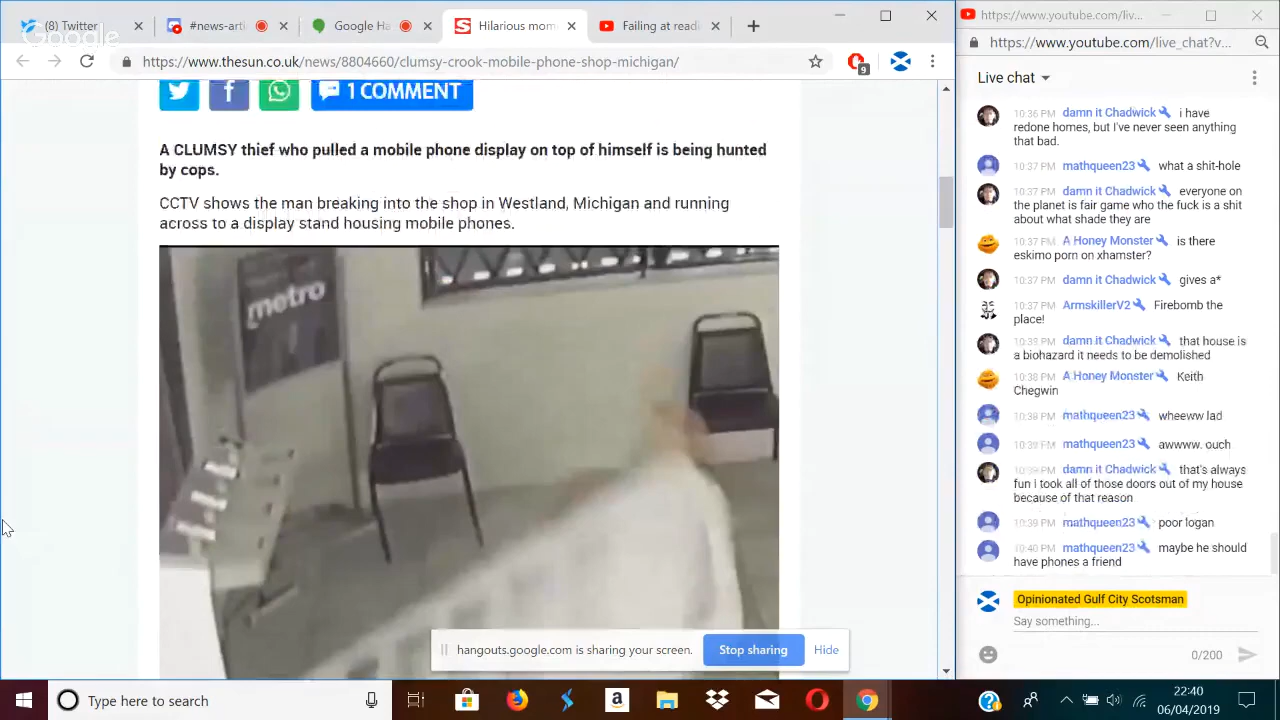 (8) Twitter
#news-arti
Google Ha
Hilarious mom
Failing at read
Google
https://www.thesun.co.uk/news/8804660/clumsy-crook-mobile-phone-shop-michigan/
9
1 COMMENT
A CLUMSY thief who pulled a mobile phone display on top of himself is being hunted
by cops.
CCTV shows the man breaking into the shop in Westland, Michigan and running
across to a display stand housing mobile phones.
metro
hangouts.google.com is sharing your screen.
Stop sharing
Hide
https://www.youtube.com/liv...
https://www.youtube.com/live_chat?v...
Live chat
10:36 PM damn it Chadwick i have
redone homes, but I've never seen anything
that bad.
10:37 PM mathqueen23 what a shit-hole
10:37 PM damn it Chadwick everyone on
the planet is fair game who the fuck is a shit
about what shade they are
10:37 PM A Honey Monster is there
eskimo porn on xhamster?
10:37 PM damn it Chadwick gives a*
10:37 PM ArmskillerV2 Firebomb the
place!
10:38 PM damn it Chadwick that house is
a biohazard it needs to be demolished
10:38 PM A Honey Monster Keith
Chegwin
10:38 PM mathqueen23 wheeww lad
10:39 PM mathqueen23 awwww. ouch
10:39 PM damn it Chadwick that's always
fun I took all of those doors out of my house
because of that reason
10:39 PM mathqueen23 poor logan
10:40 PM mathqueen23 maybe he should
have phones a friend
Opinionated Gulf City Scotsman
Say something...
0/200
Type here to search
22:40
06/04/2019